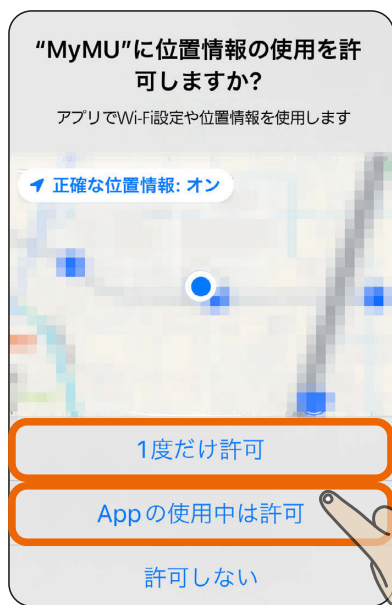 “MyMU”に位置情報の使用を許
可しますか?
アプリでWi-Fi設定や位置情報を使用します
正確な位置情報: オン
1度だけ許可
Appの使用中は許可
許可しない